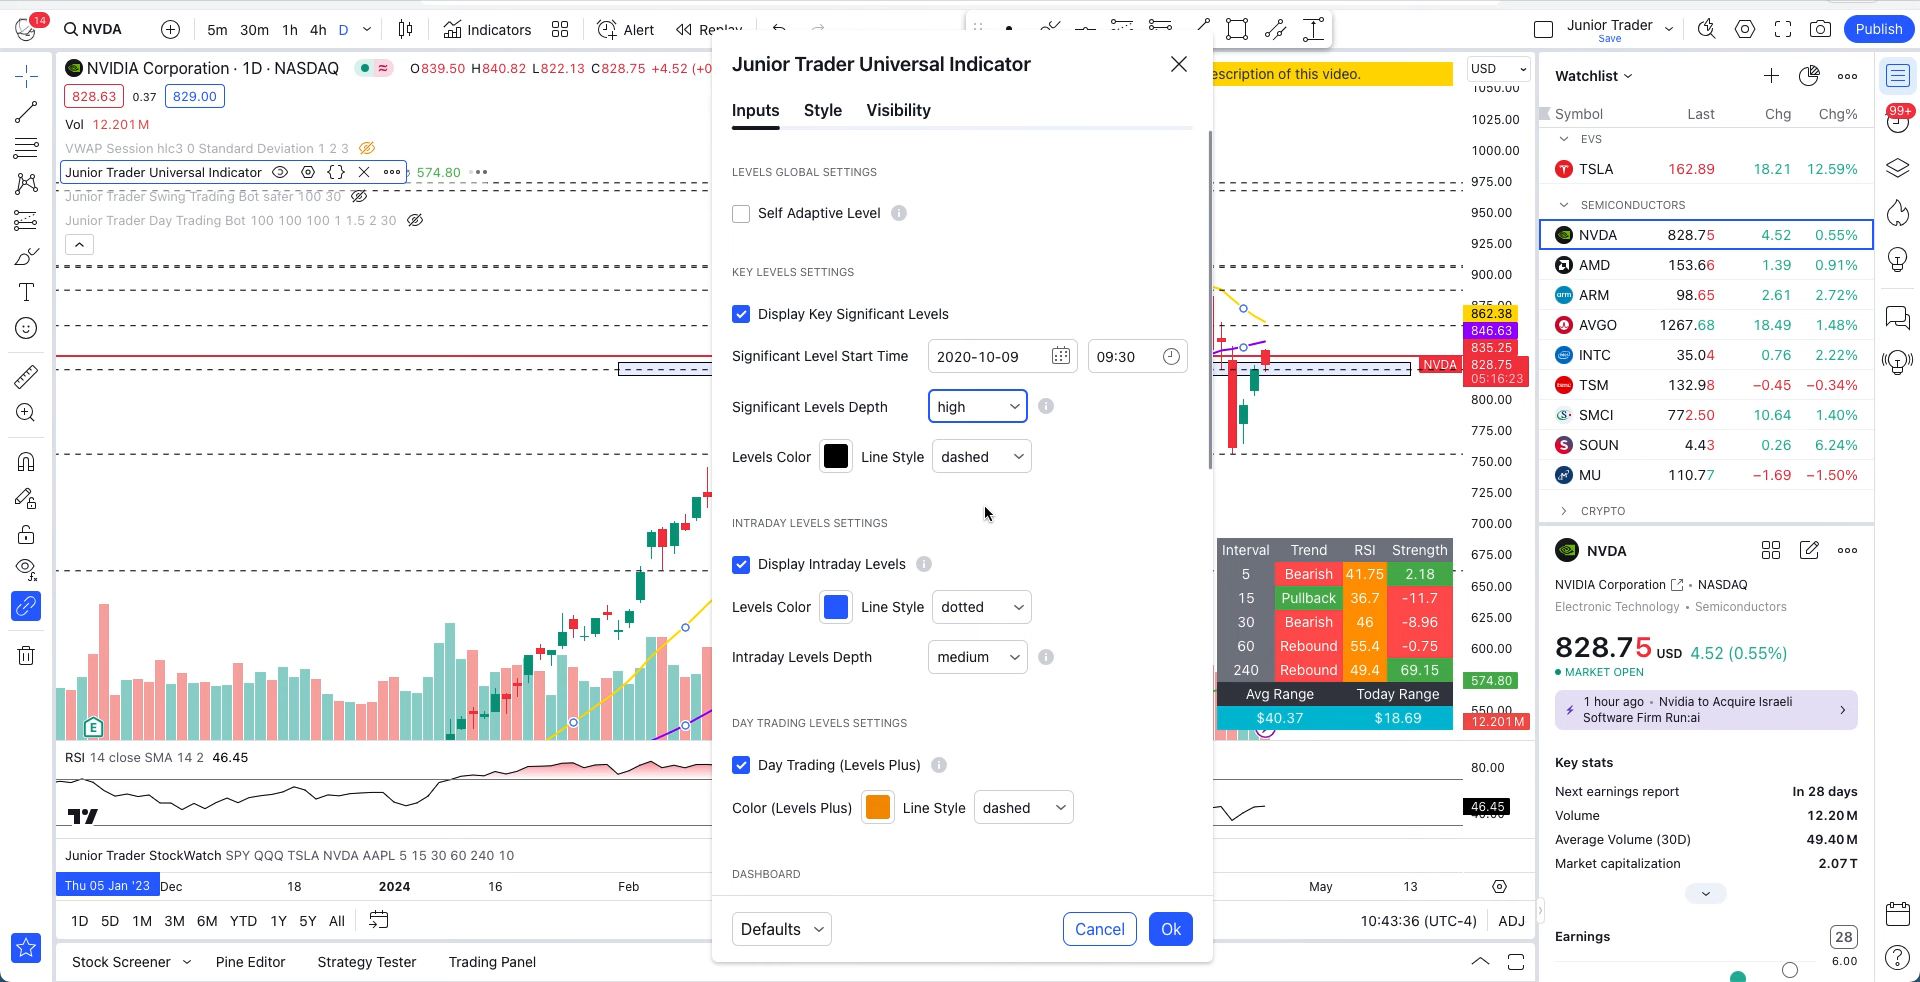 14
NVDA
5m 30m 1h 4h D
Indicators
Alert
Junior Trader
Save
Publish
NVIDIA Corporation · 1D · NASDAQ
O839.50 H840.82 L822.13 C828.75 +4.52
828.63 0.37 829.00
Vol 12.201M
VWAP Session hlc3 0 Standard Deviation 1 2 3
Junior Trader Universal Indicator 574.80
Junior Trader Swing Trading Bot safer 100 30
Junior Trader Day Trading Bot 100 100 100 1 1.5 2 30
E
RSI 14 close SMA 14 2 46.45
Junior Trader StockWatch SPY QQQ TSLA NVDA AAPL 5 15 30 60 240 10
Thu 05 Jan '23 Dec 18 2024 16 Feb
1D 5D 1M 3M 6M YTD 1Y 5Y All
Stock Screener Pine Editor Strategy Tester Trading Panel
Junior Trader Universal Indicator
Inputs Style Visibility
LEVELS GLOBAL SETTINGS
Self Adaptive Level
KEY LEVELS SETTINGS
Display Key Significant Levels
Significant Level Start Time 2020-10-09 09:30
Significant Levels Depth high
Levels Color Line Style dashed
INTRADAY LEVELS SETTINGS
Display Intraday Levels
Levels Color Line Style dotted
Intraday Levels Depth medium
DAY TRADING LEVELS SETTINGS
Day Trading (Levels Plus)
Color (Levels Plus) Line Style dashed
DASHBOARD
Defaults Cancel Ok
of this video.
USD
1025.00
1000.00
975.00
950.00
925.00
900.00
862.38
846.63
835.25
NVDA 828.75
05:16:23
800.00
775.00
750.00
725.00
700.00
675.00
650.00
625.00
600.00
574.80
550.00
12.201M
80.00
46.45
Interval Trend RSI Strength
5 Bearish 41.75 2.18
15 Pullback 36.7 -11.7
30 Bearish 46 -8.96
60 Rebound 55.4 -0.75
240 Rebound 49.4 69.15
Avg Range Today Range
$40.37 $18.69
May 13
10:43:36 (UTC-4) ADJ
Watchlist
Symbol Last Chg Chg%
EVS
TSLA 162.89 18.21 12.59%
SEMICONDUCTORS
NVDA 828.75 4.52 0.55%
AMD 153.66 1.39 0.91%
arm ARM 98.65 2.61 2.72%
AVGO 1267.68 18.49 1.48%
INTC 35.04 0.76 2.22%
TSM 132.98 −0.45 −0.34%
SMCI 772.50 10.64 1.40%
SOUN 4.43 0.26 6.24%
MU 110.77 −1.69 −1.50%
CRYPTO
NVDA
NVIDIA Corporation • NASDAQ
Electronic Technology • Semiconductors
828.75 USD 4.52 (0.55%)
MARKET OPEN
1 hour ago • Nvidia to Acquire Israeli
Software Firm Run:ai
Key stats
Next earnings report In 28 days
Volume 12.20M
Average Volume (30D) 49.40M
Market capitalization 2.07T
Earnings 28
6.00
99+